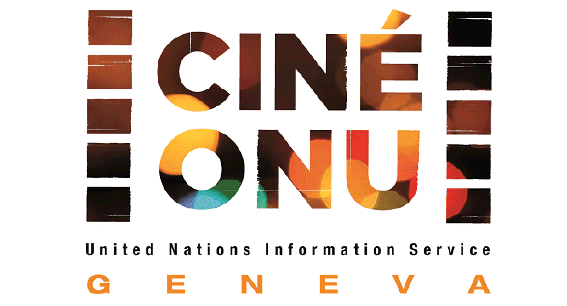 CINÉ
ONU
United Nations Information Service
GENEVA